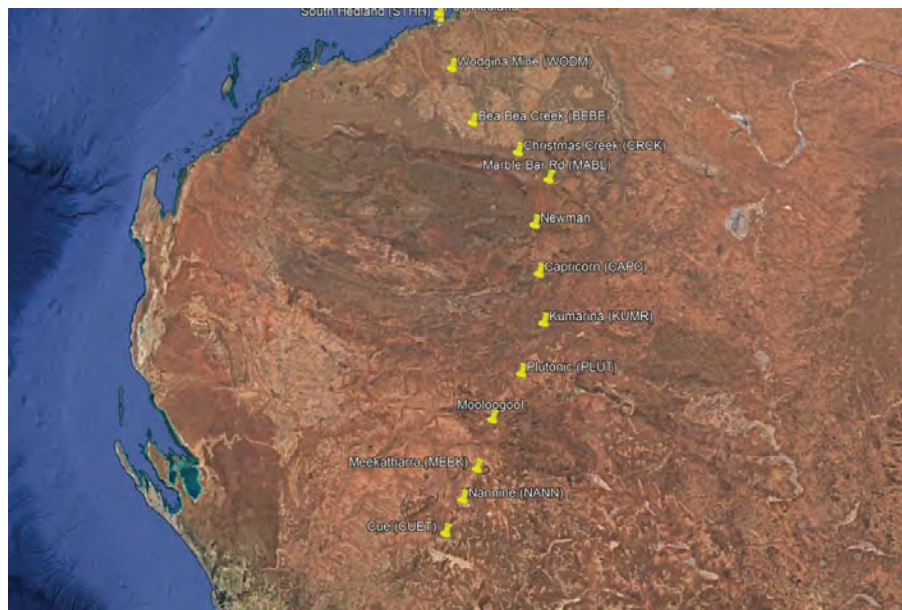 South Hedland (STHH)
Wodgina Mine (WODM)
Bea Bea Creek (BEBE)
Christmas Creek (CRCK)
Marble Bar Rd (MABL)
Newman
Capricorn (CAPC)
Kumarina (KUMR)
Plutonic (PLUT)
Mooloogool
Meekatharra (MEEK)
Nannine (NANN)
Cue (CUET)